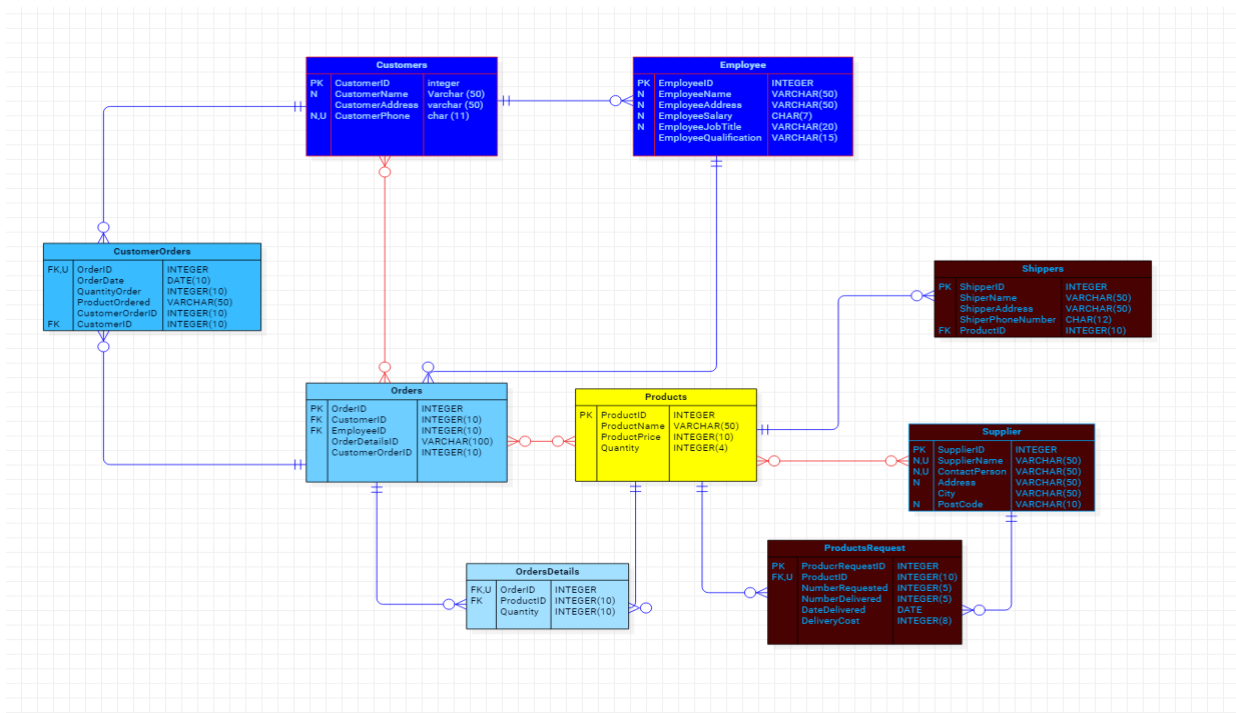 Customers
PK CustomerID integer
N CustomerName Varchar (50)
CustomerAddress varchar (50)
N,U CustomerPhone char (11)
Employee
PK EmployeeID INTEGER
N EmployeeName VARCHAR(50)
N EmployeeAddress VARCHAR(50)
N EmployeeSalary CHAR(7)
N EmployeeJobTitle VARCHAR(20)
EmployeeQualification VARCHAR(15)
CustomerOrders
FK,U OrderID INTEGER
OrderDate DATE(10)
QuantityOrder INTEGER(10)
ProductOrdered VARCHAR(50)
CustomerOrderID INTEGER(10)
FK CustomerID INTEGER(10)
Shippers
PK ShipperID INTEGER
ShiperName VARCHAR(50)
ShipperAddress VARCHAR(50)
ShiperPhoneNumber CHAR(12)
FK ProductID INTEGER(10)
Orders
PK OrderID INTEGER
FK CustomerID INTEGER(10)
FK EmployeeID INTEGER(10)
OrderDetailsID VARCHAR(100)
CustomerOrderID INTEGER(10)
Products
PK ProductID INTEGER
ProductName VARCHAR(50)
ProductPrice INTEGER(10)
Quantity INTEGER(4)
Supplier
PK SupplierID INTEGER
N,U SupplierName VARCHAR(50)
N,U ContactPerson VARCHAR(50)
N Address VARCHAR(50)
City VARCHAR(50)
N PostCode VARCHAR(10)
OrdersDetails
FK,U OrderID INTEGER
FK ProductID INTEGER(10)
Quantity INTEGER(10)
ProductsRequest
PK ProducrRequestID INTEGER
FK,U ProductID INTEGER(10)
NumberRequested INTEGER(5)
NumberDelivered INTEGER(5)
DateDelivered DATE
DeliveryCost INTEGER(8)